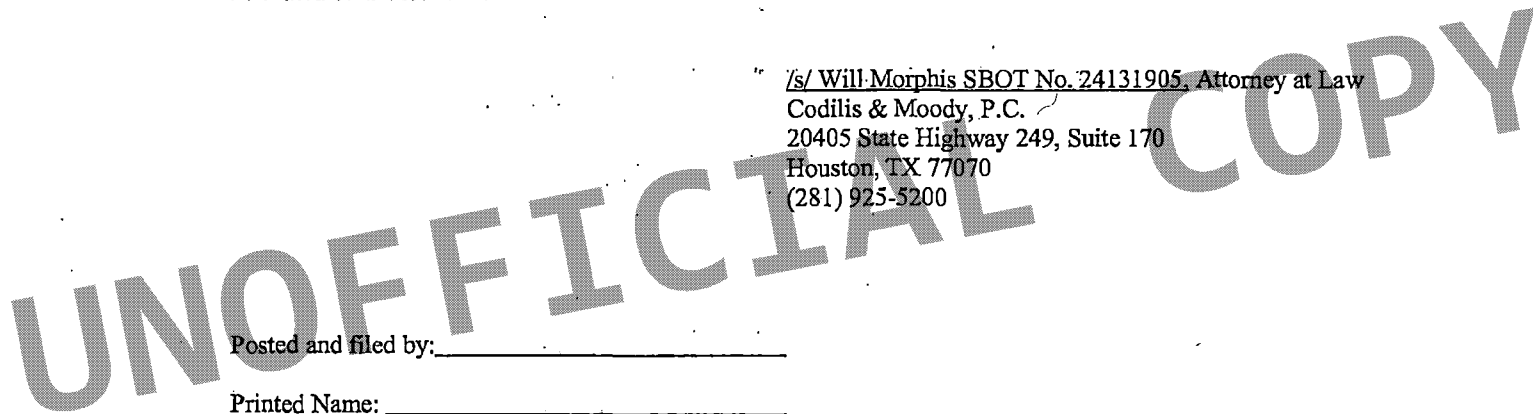 /s/ Will Morphis SBOT No. 24131905, Attorney at Law
Codilis & Moody, P.C.
20405 State Highway 249, Suite 170
Houston, TX 77070
(281) 925-5200
UNOFFICIAL COPY
Posted and filed by:
Printed Name: